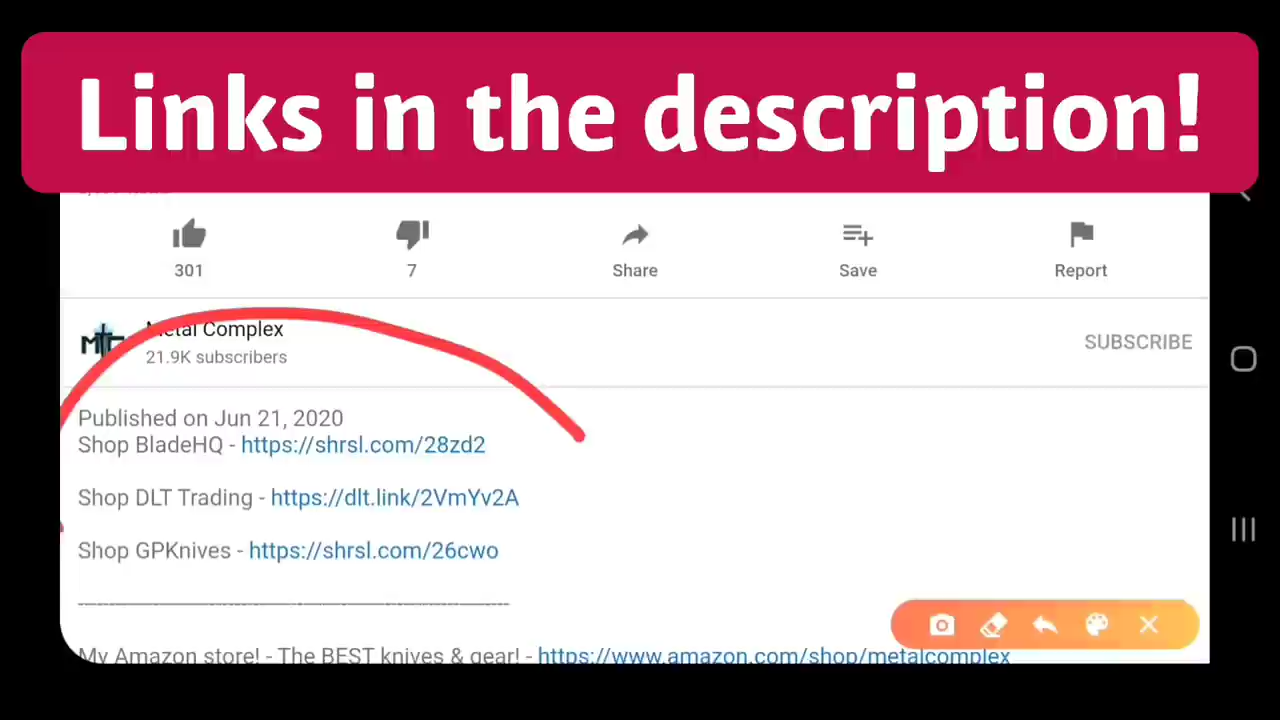 Links in the description!
301
7
Share
Save
Report
Metal Complex
21.9K subscribers
SUBSCRIBE
Published on Jun 21, 2020
Shop BladeHQ - https://shrsl.com/28zd2
Shop DLT Trading - https://dlt.link/2VmYv2A
Shop GPKnives - https://shrsl.com/26cwo
My Amazon store! - The BEST knives & gear! - https://www.amazon.com/shop/metalcomplex